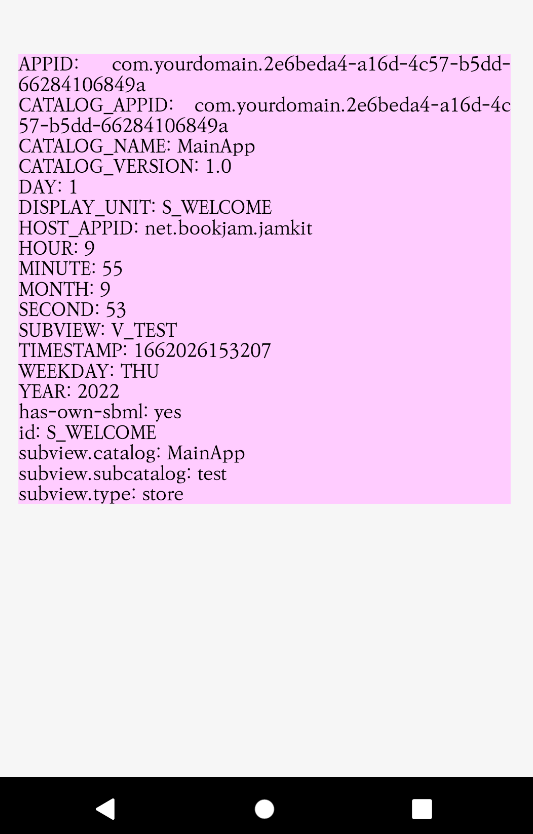 APPID: com.yourdomain.2e6beda4-a16d-4c57-b5dd-
66284106849a
CATALOG_APPID: com.yourdomain.2e6beda4-a16d-4c
57-b5dd-66284106849a
CATALOG_NAME: MainApp
CATALOG_VERSION: 1.0
DAY: 1
DISPLAY_UNIT: S_WELCOME
HOST_APPID: net.bookjam.jamkit
HOUR: 9
MINUTE: 55
MONTH: 9
SECOND: 53
SUBVIEW: V_TEST
TIMESTAMP: 1662026153207
WEEKDAY: THU
YEAR: 2022
has-own-sbml: yes
id: S_WELCOME
subview.catalog: MainApp
subview.subcatalog: test
subview.type: store